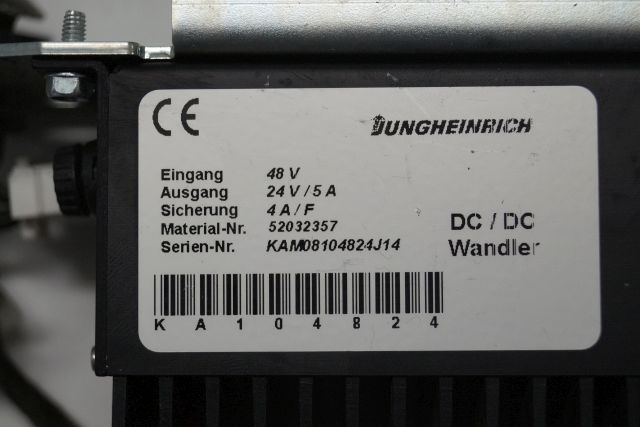 CE
JUNGHEINRICH
Eingang 48 V
Ausgang 24 V / 5 A
Sicherung 4 A / F
Material-Nr. 52032357
Serien-Nr. KAM08104824J14
DC / DC
Wandler
K A 1 0 4 8 2 4